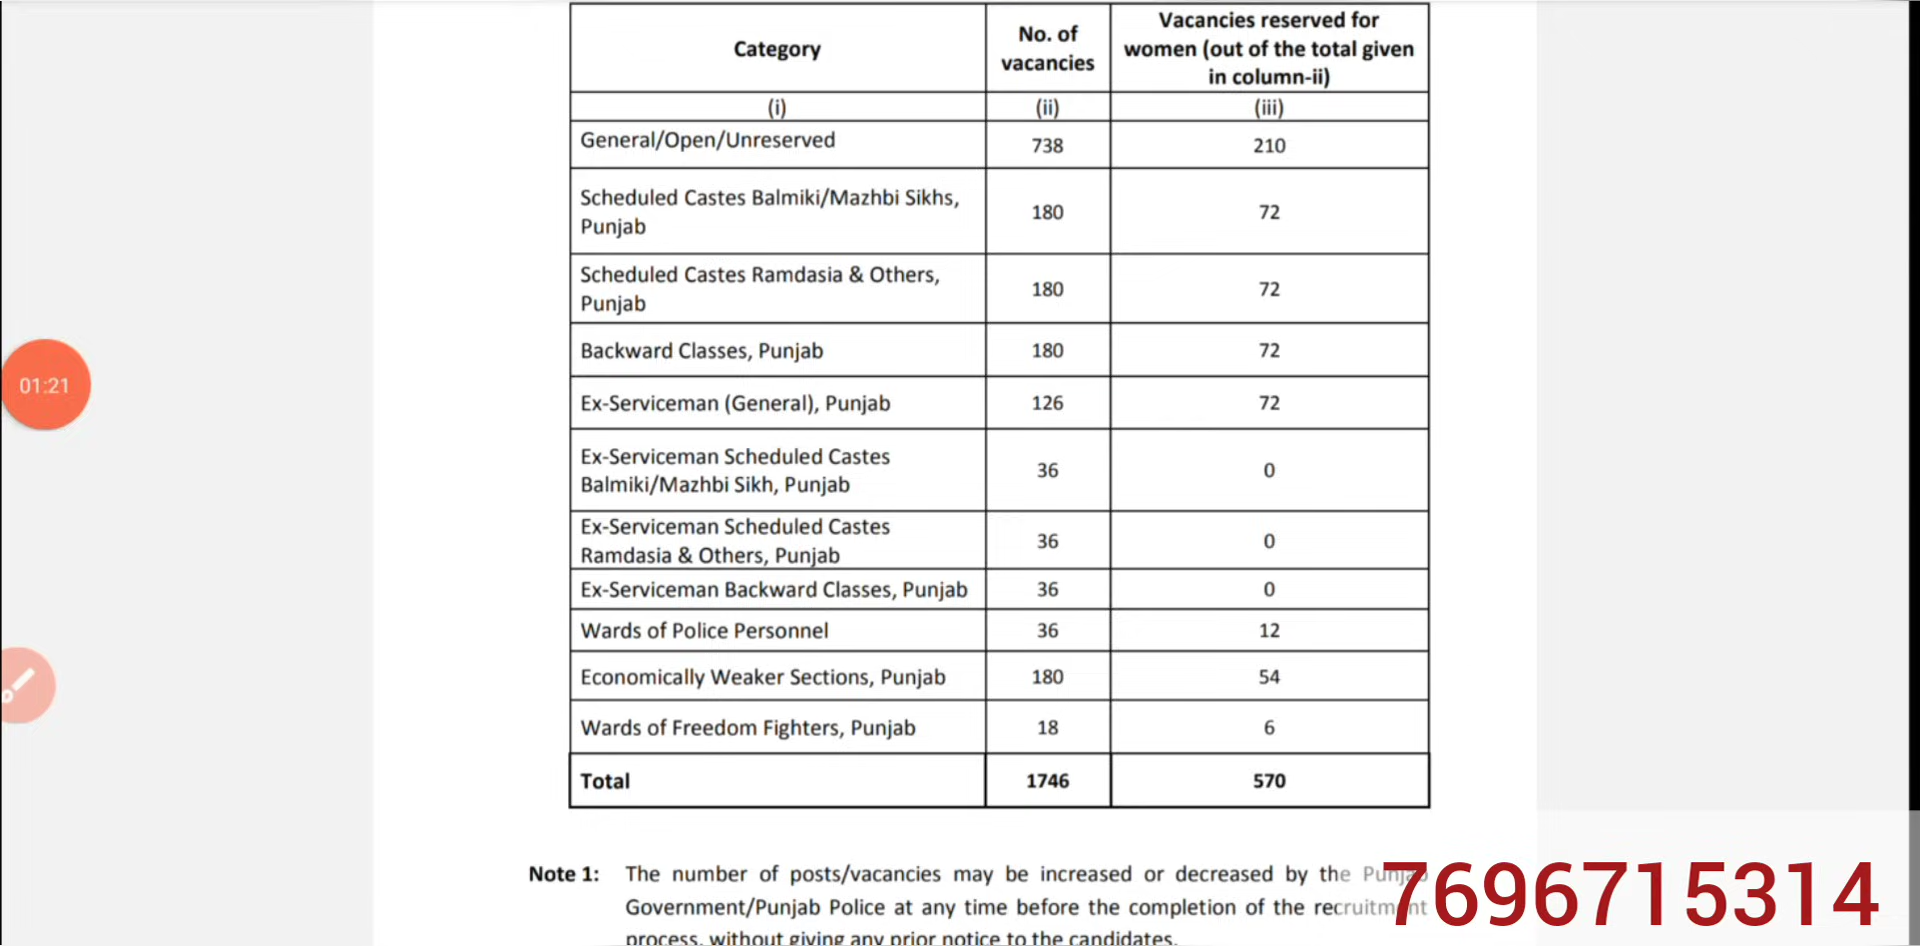 Category
No. of
vacancies
Vacancies reserved for
women (out of the total given
in column-ii)
(i)
(ii)
(iii)
General/Open/Unreserved
738
210
Scheduled Castes Balmiki/Mazhbi Sikhs,
Punjab
180
72
Scheduled Castes Ramdasia & Others,
Punjab
180
72
Backward Classes, Punjab
180
72
Ex-Serviceman (General), Punjab
126
72
Ex-Serviceman Scheduled Castes
Balmiki/Mazhbi Sikh, Punjab
36
0
Ex-Serviceman Scheduled Castes
Ramdasia & Others, Punjab
36
0
Ex-Serviceman Backward Classes, Punjab
36
0
Wards of Police Personnel
36
12
Economically Weaker Sections, Punjab
180
54
Wards of Freedom Fighters, Punjab
18
6
Total
1746
570
Note 1: The number of posts/vacancies may be increased or decreased by the Punjab
Government/Punjab Police at any time before the completion of the recruitment
process, without giving any prior notice to the candidates.
01:21
7696715314